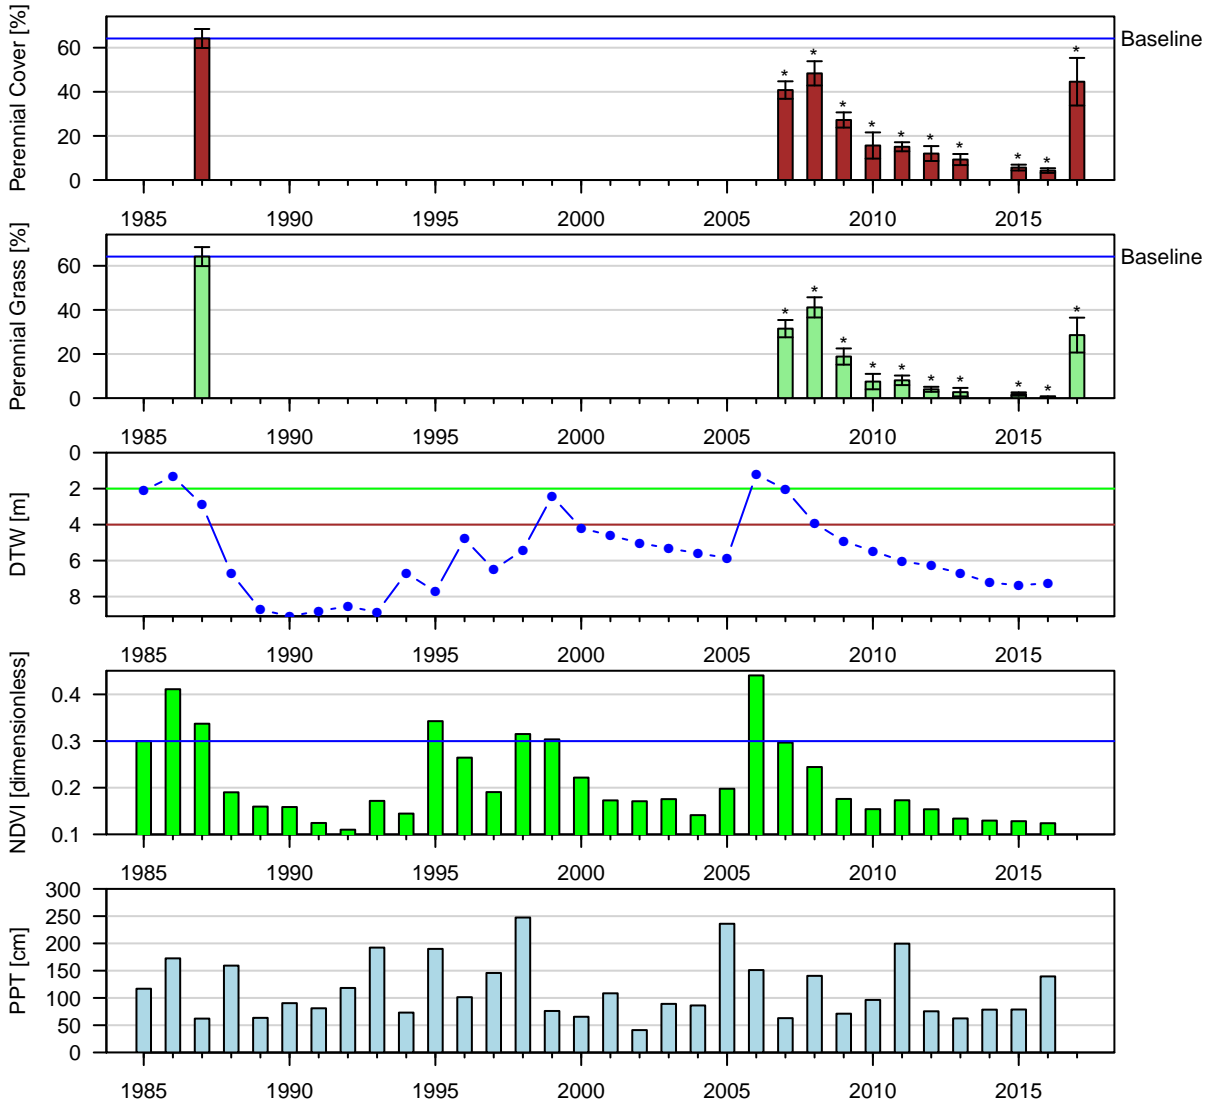 Perennial Cover [%]
60
40
20
0
Baseline
* * * * * * * * * *
1985 1990 1995 2000 2005 2010 2015
Perennial Grass [%]
60
40
20
0
Baseline
* * * * * * * * * *
1985 1990 1995 2000 2005 2010 2015
DTW [m]
0
2
4
6
8
1985 1990 1995 2000 2005 2010 2015
NDVI [dimensionless]
0.4
0.3
0.2
0.1
1985 1990 1995 2000 2005 2010 2015
PPT [cm]
300
250
200
150
100
50
0
1985 1990 1995 2000 2005 2010 2015